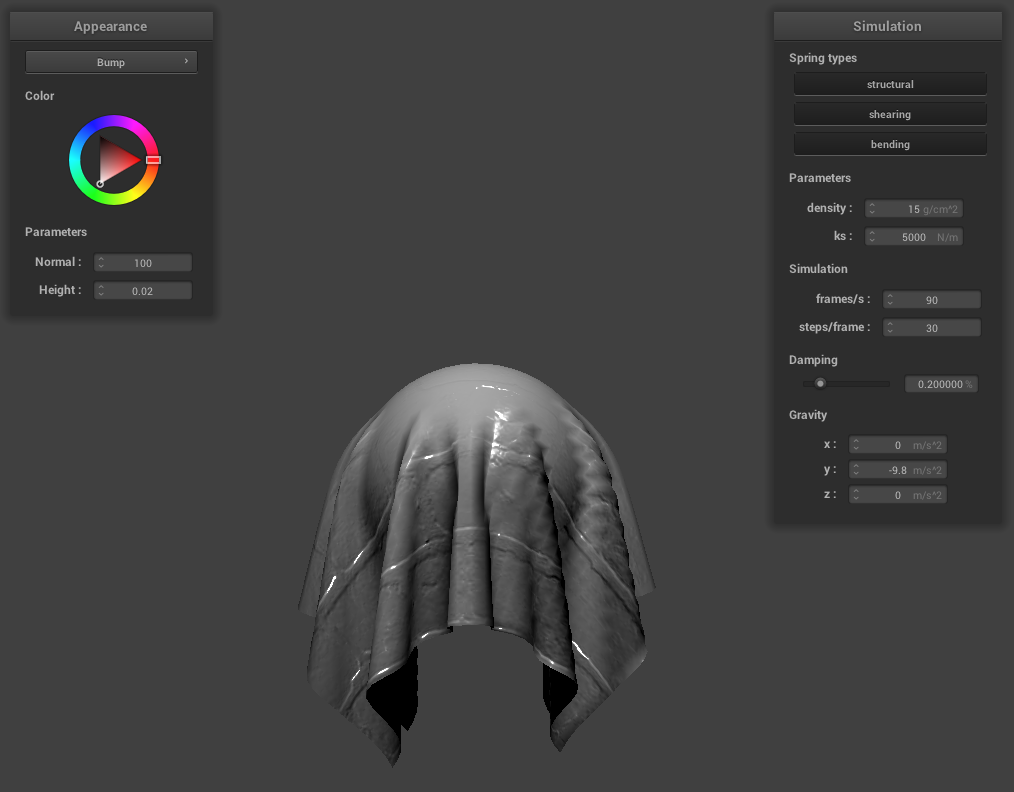 Appearance
Bump
Color
Parameters
Normal :
100
Height :
0.02
Simulation
Spring types
structural
shearing
bending
Parameters
density :
15 g/cm^2
ks :
5000 N/m
Simulation
frames/s :
90
steps/frame :
30
Damping
0.200000 %
Gravity
x :
0 m/s^2
y :
-9.8 m/s^2
z :
0 m/s^2